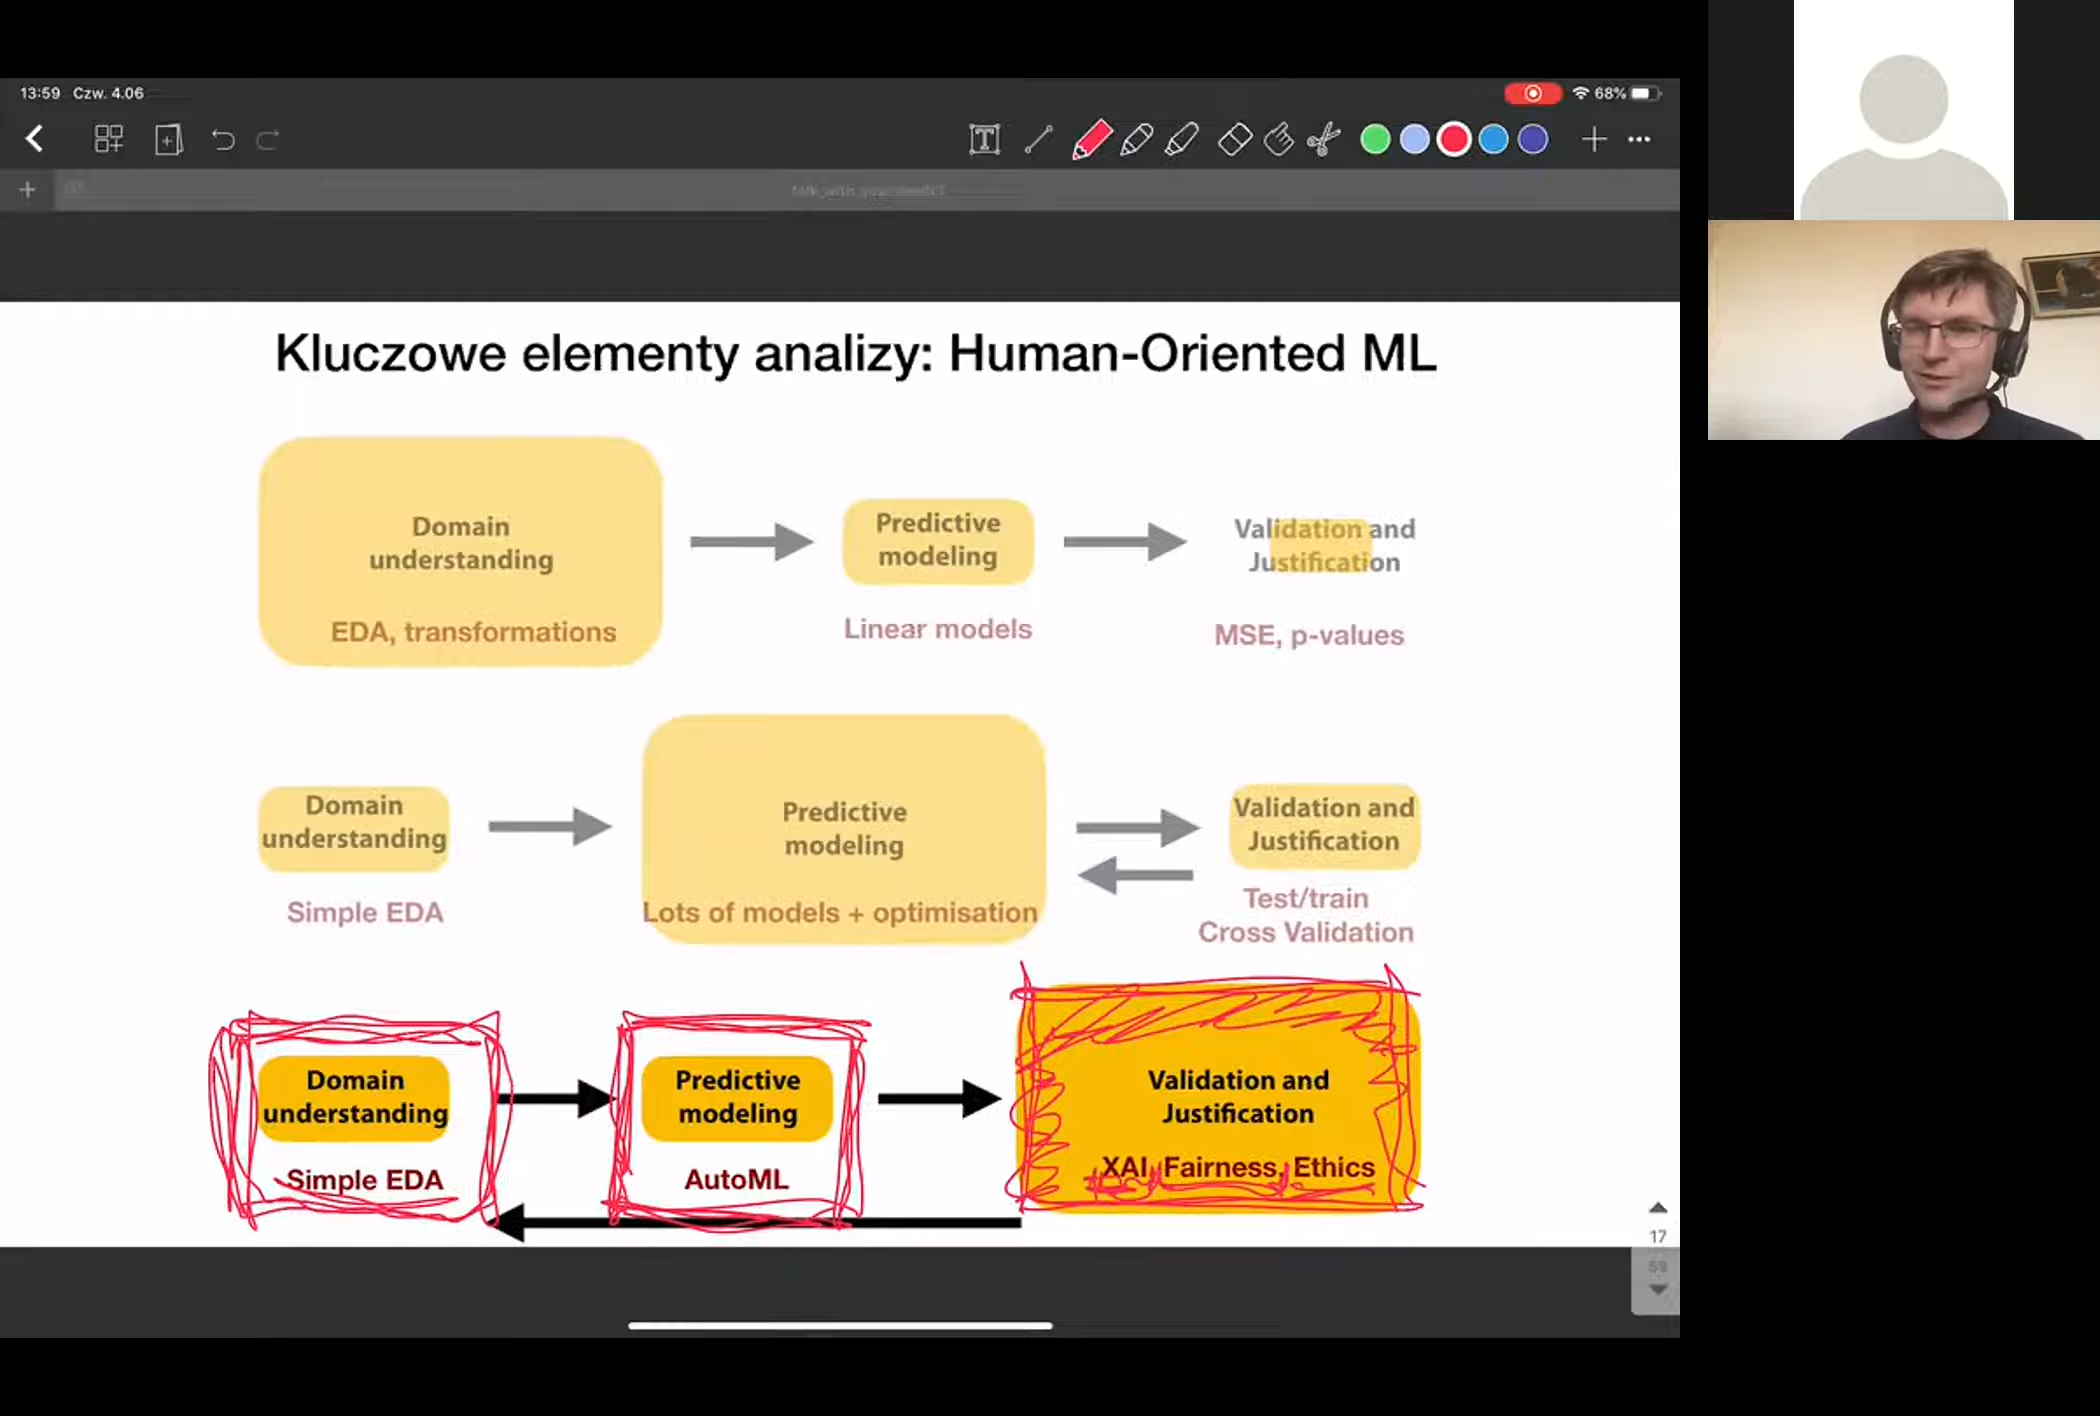 13:59 Czw. 4.06
68%
Kluczowe elementy analizy: Human-Oriented ML
Domain
understanding
EDA, transformations
Predictive
modeling
Linear models
Validation and
Justification
MSE, p-values
Domain
understanding
Simple EDA
Predictive
modeling
Lots of models + optimisation
Validation and
Justification
Test/train
Cross Validation
Domain
understanding
Simple EDA
Predictive
modeling
AutoML
Validation and
Justification
XAI, Fairness, Ethics
17